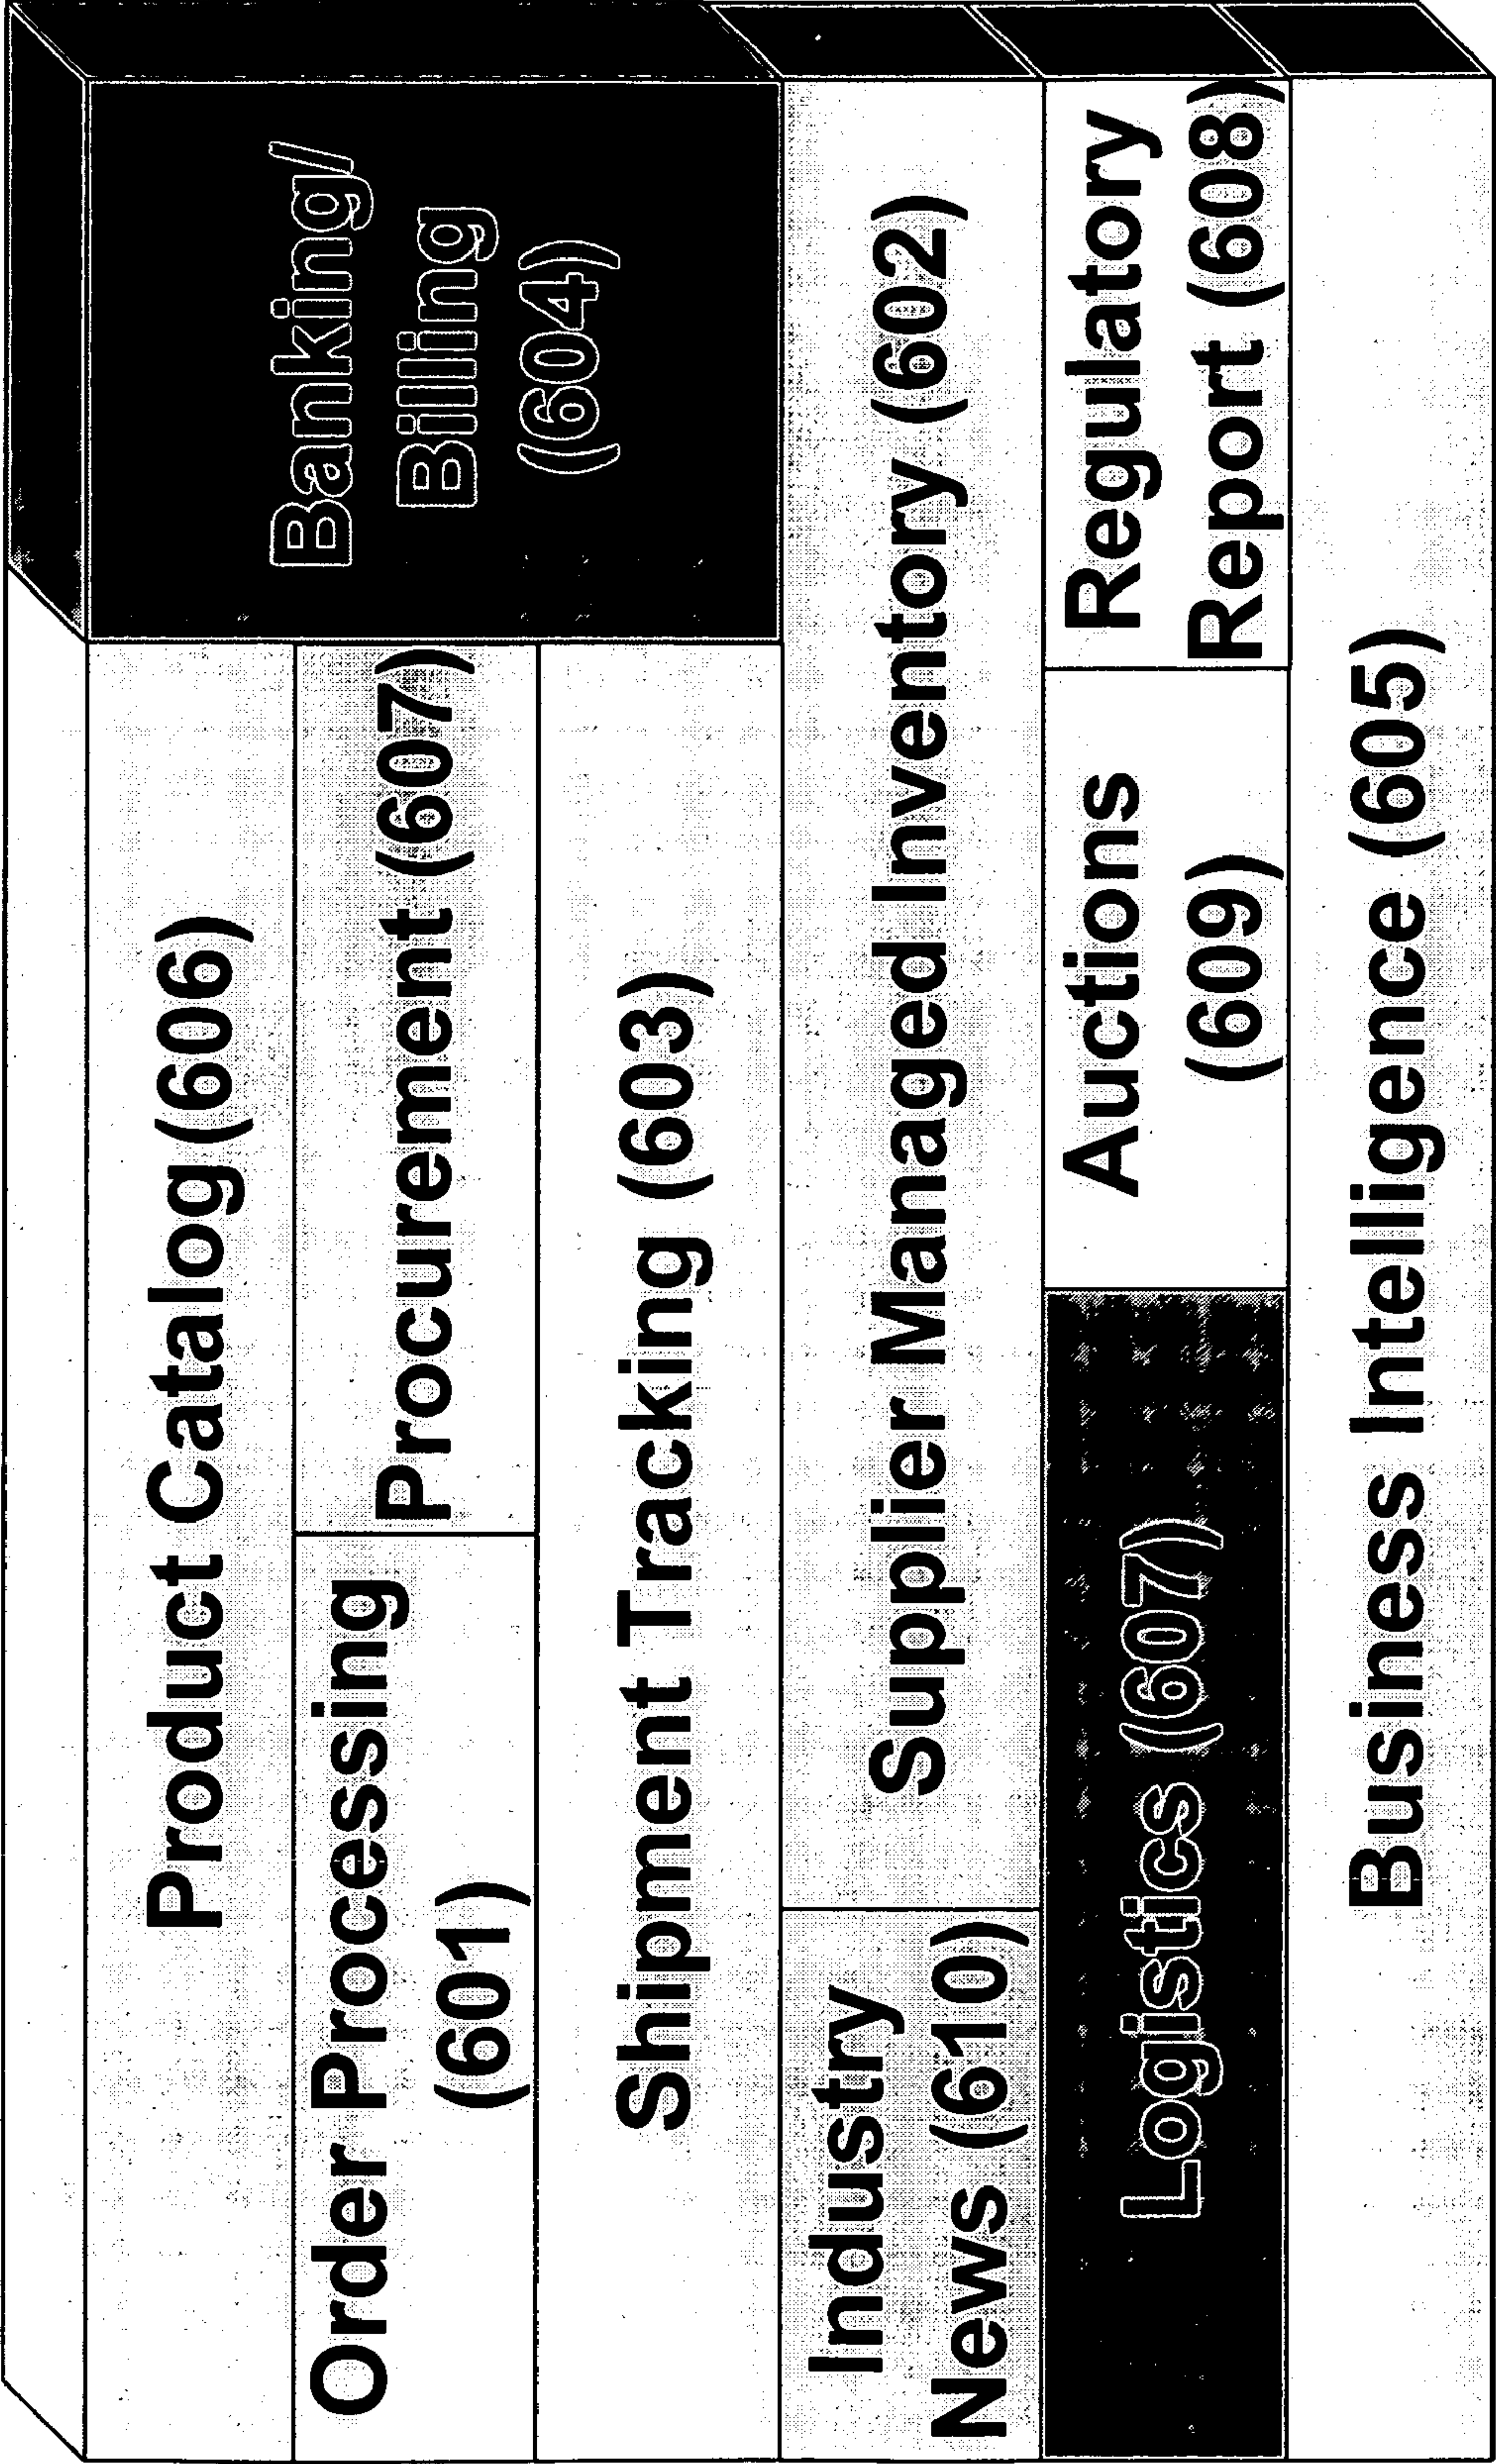 Product Catalog (606)
Banking/
Billing
(604)
Order Processing
(601)
Procurement (607)
Shipment Tracking (603)
Industry
News (610)
Supplier Managed Inventory (602)
Logistics (607)
Auctions
(609)
Regulatory
Report (608)
Business Intelligence (605)